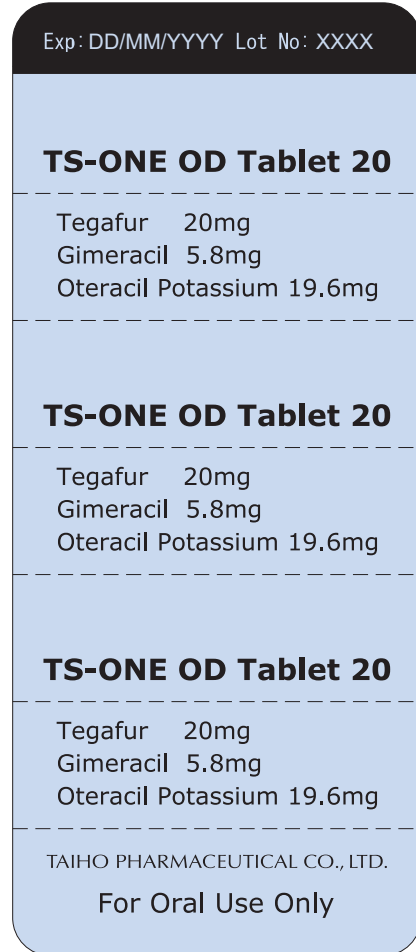 Exp: DD/MM/YYYY Lot No: XXXX
TS-ONE OD Tablet 20
Tegafur 20mg
Gimeracil 5.8mg
Oteracil Potassium 19.6mg
TS-ONE OD Tablet 20
Tegafur 20mg
Gimeracil 5.8mg
Oteracil Potassium 19.6mg
TS-ONE OD Tablet 20
Tegafur 20mg
Gimeracil 5.8mg
Oteracil Potassium 19.6mg
TAIHO PHARMACEUTICAL CO., LTD.
For Oral Use Only